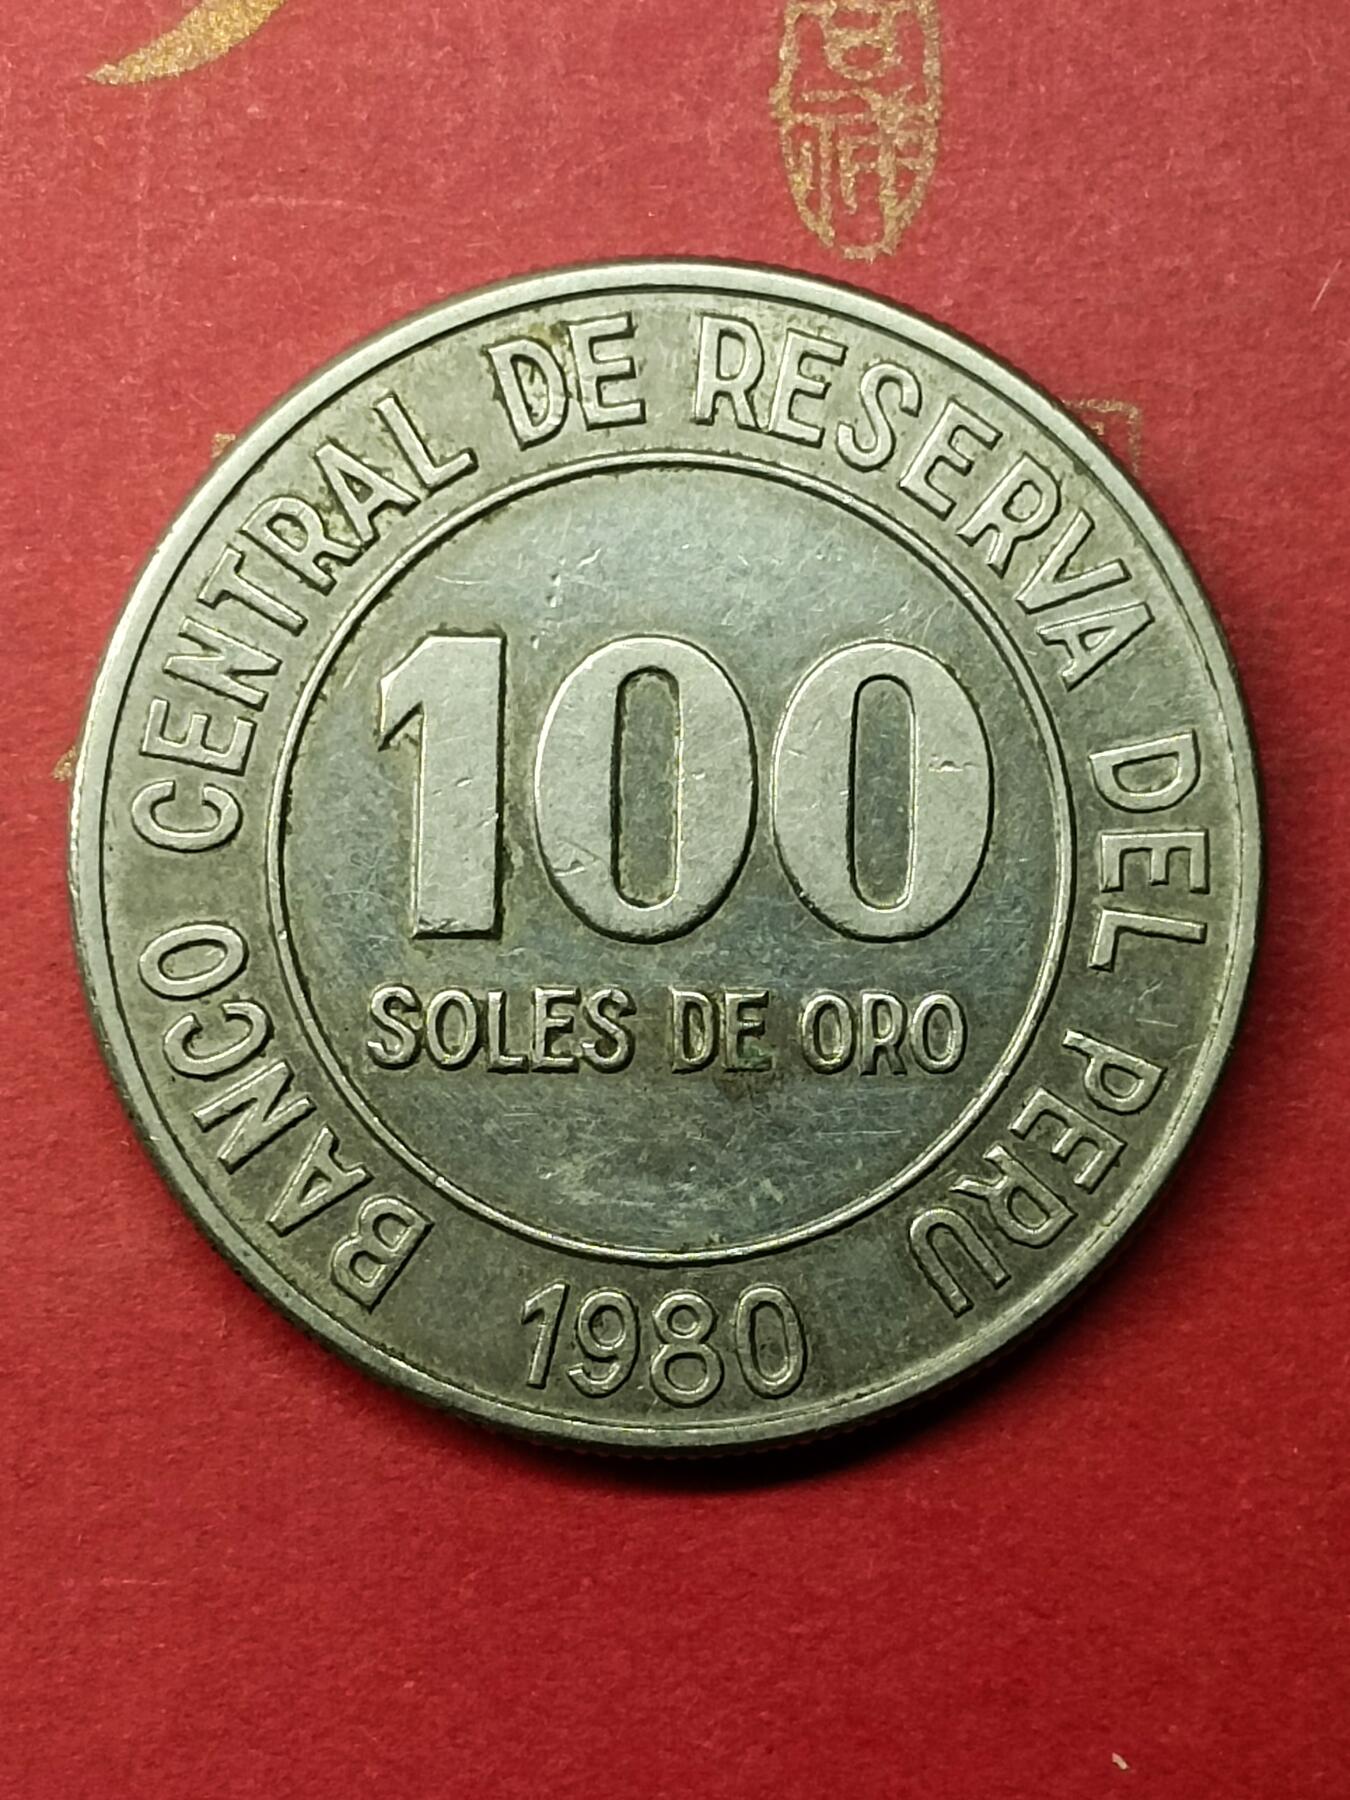 BANCO CENTRAL DE RESERVA DEL PERU
100
SOLES DE ORO
1980